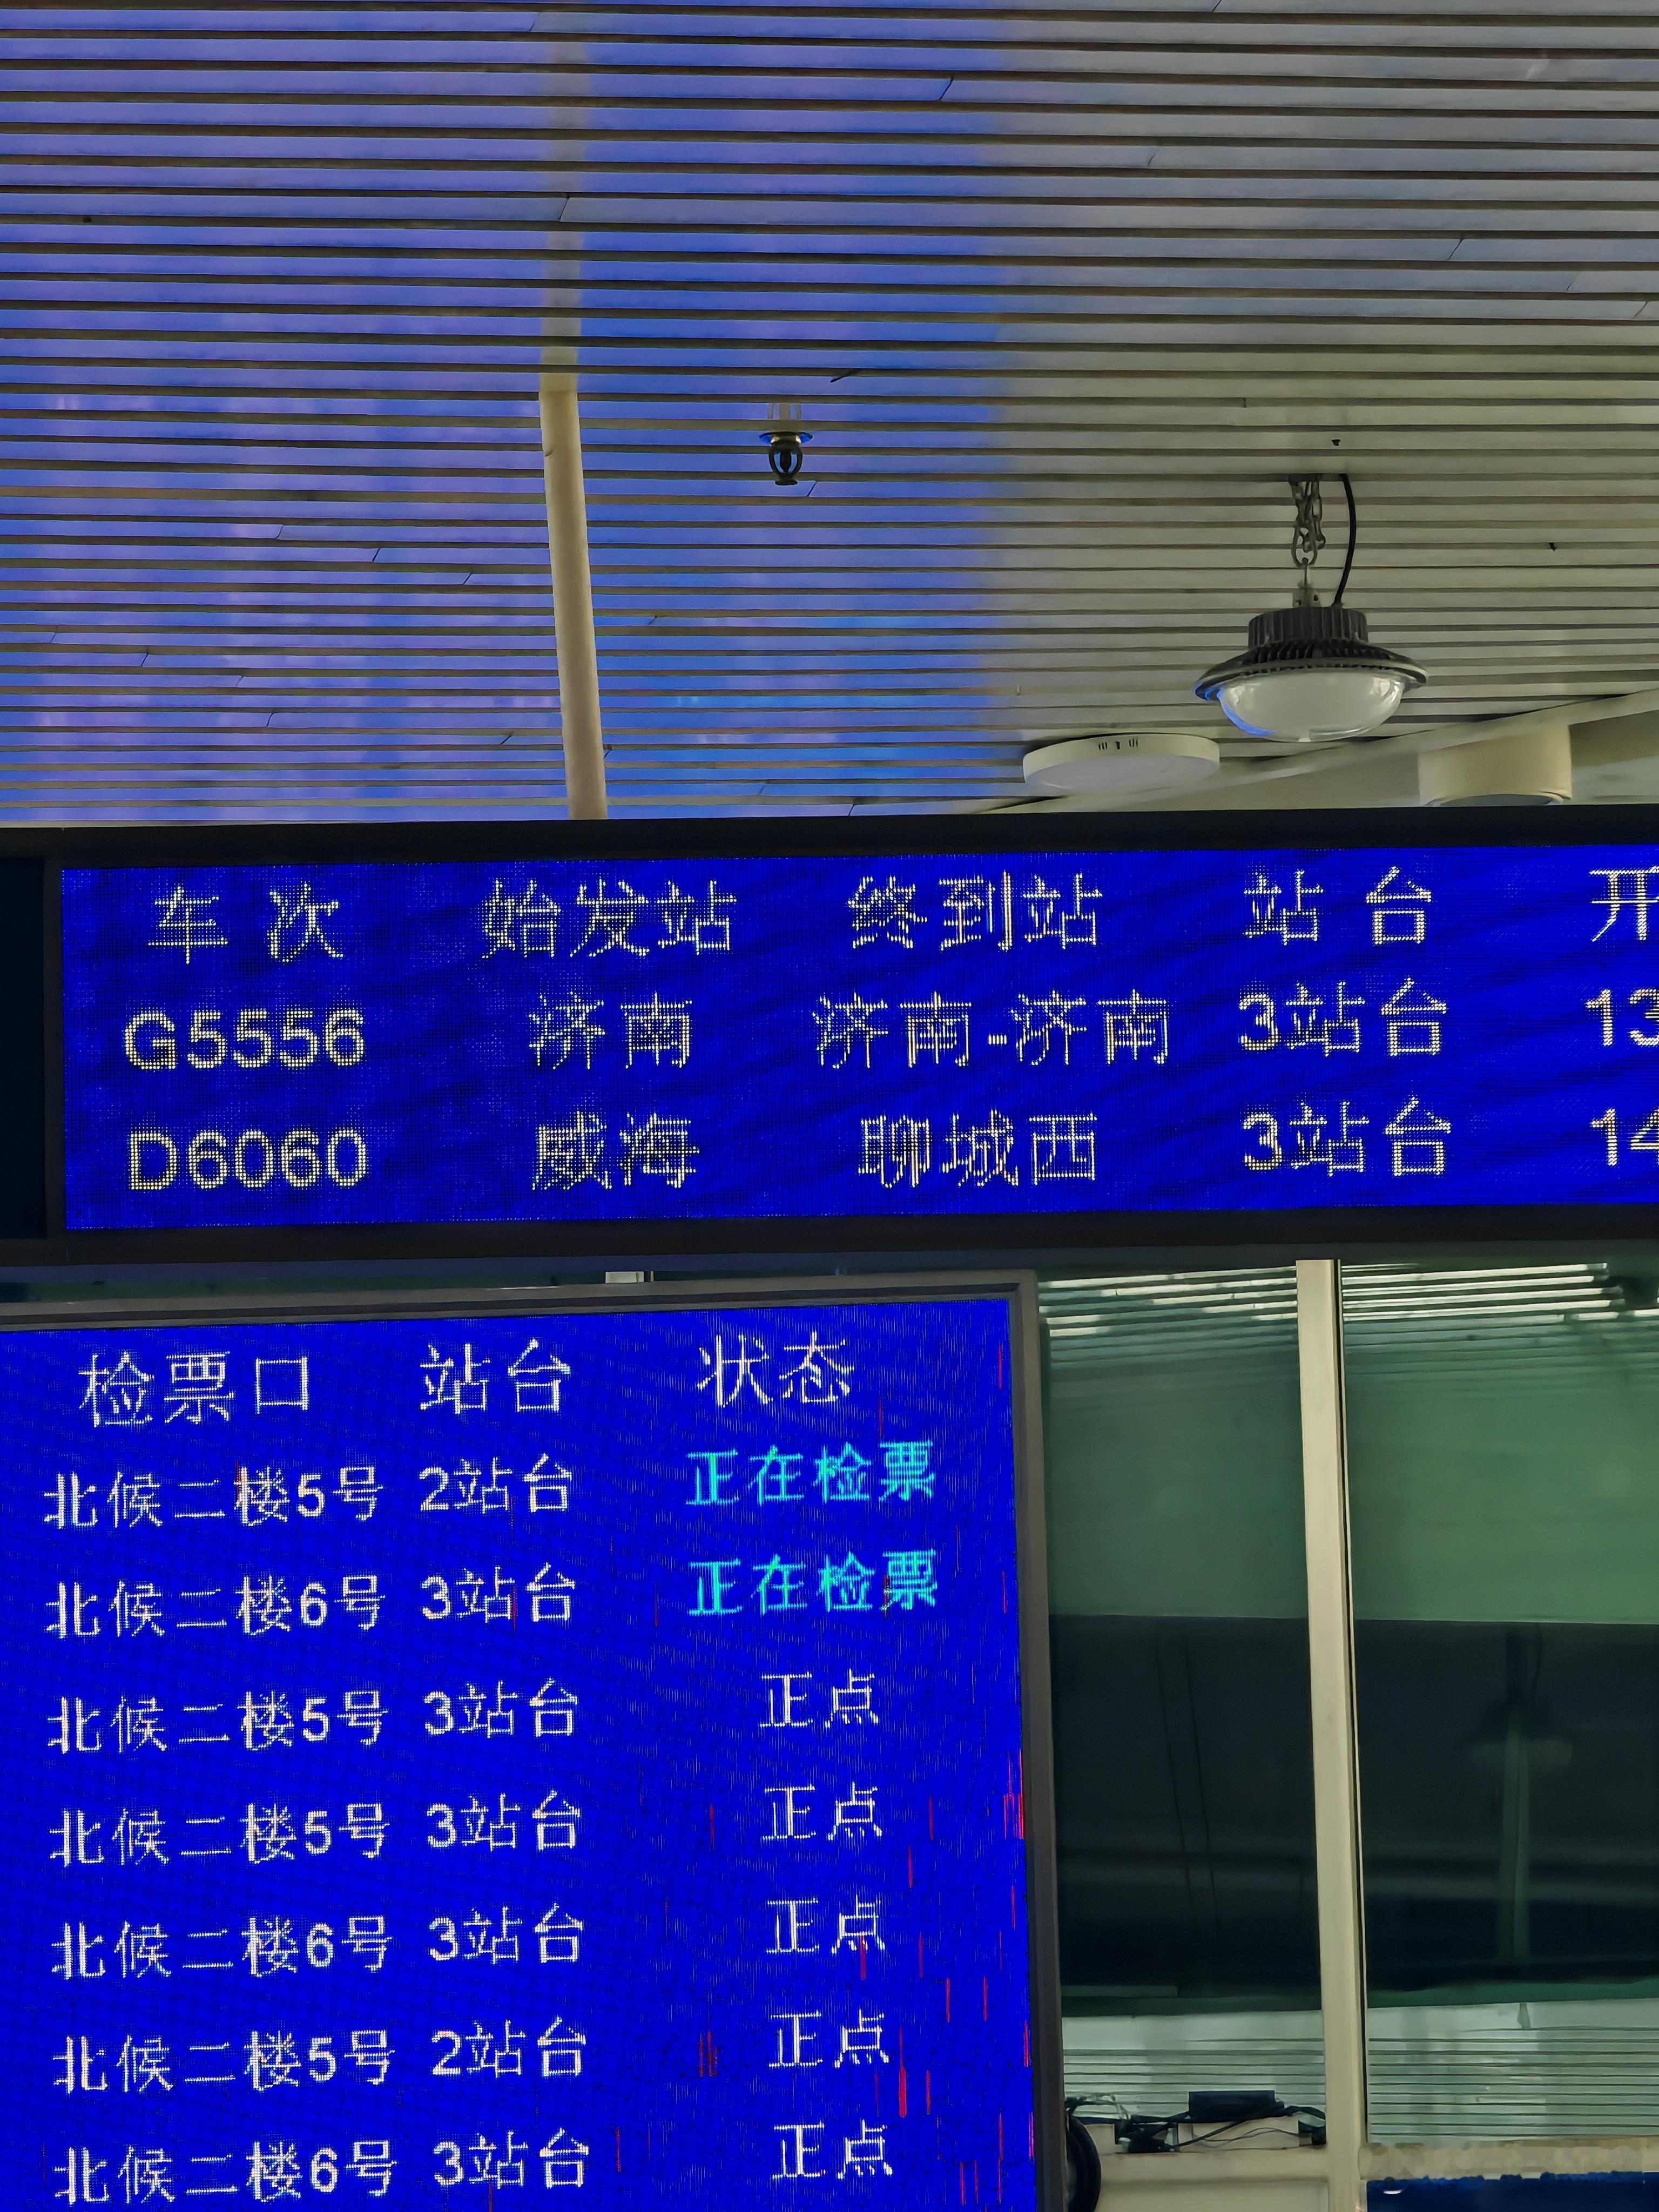 车次 始发站 终到站 站台 开
G5556 济南 济南-济南 3站台 13
D6060 威海 聊城西 3站台 14
检票口 站台 状态
北候二楼5号 2站台 正在检票
北候二楼6号 3站台 正在检票
北候二楼5号 3站台 正点
北候二楼5号 3站台 正点
北候二楼6号 3站台 正点
北候二楼5号 2站台 正点
北候二楼6号 3站台 正点